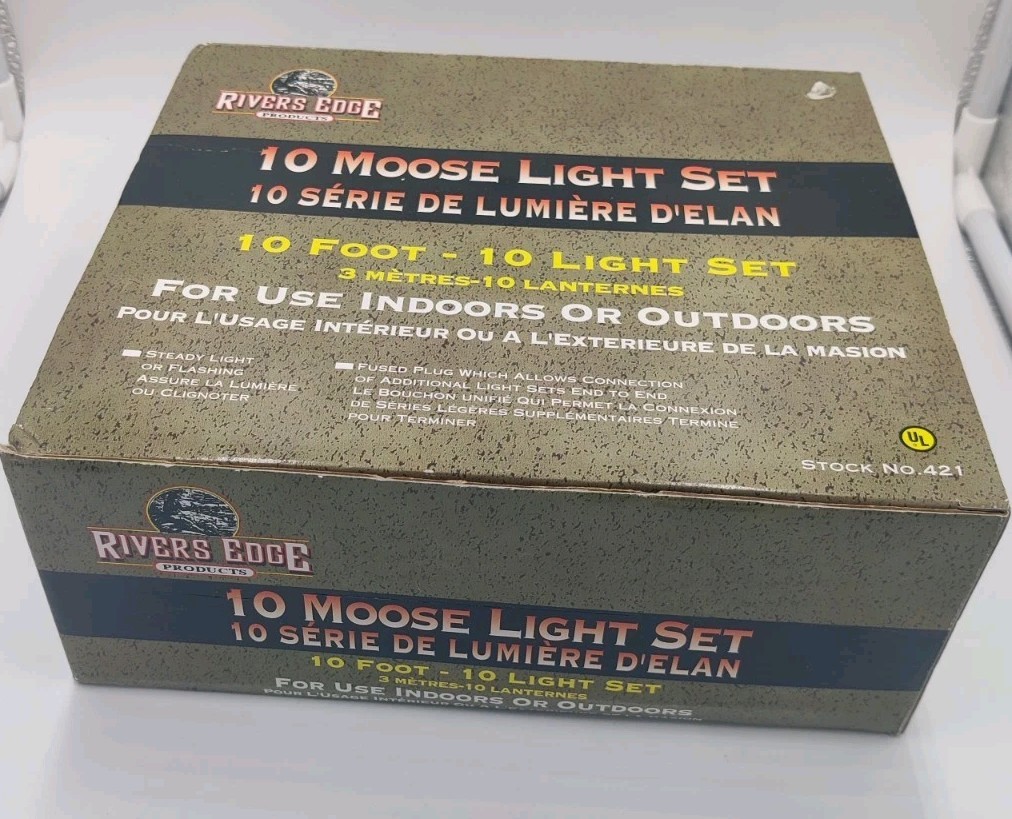 RIVERS EDGE
PRODUCTS
10 MOOSE LIGHT SET
10 SÉRIE DE LUMIÈRE D'ELAN
10 FOOT - 10 LIGHT SET
3 MÈTRES-10 LANTERNES
FOR USE INDOORS OR OUTDOORS
POUR L'USAGE INTÉRIEUR OU A L'EXTERIEURE DE LA MASION
STEADY LIGHT
OR FLASHING
ASSURE LA LUMIÈRE
OU CLIGNOTER
FUSED PLUG WHICH ALLOWS CONNECTION
OF ADDITIONAL LIGHT SETS END TO END
LE BOUCHON UNIFIÉ QUI PERMET LA CONNEXION
DE SÉRIES LÉGÈRES SUPPLÉMENTAIRES TERMINE
POUR TERMINER
UL
STOCK NO.421
RIVERS EDGE
PRODUCTS
10 MOOSE LIGHT SET
10 SÉRIE DE LUMIÈRE D'ELAN
10 FOOT - 10 LIGHT SET
3 MÈTRES-10 LANTERNES
FOR USE INDOORS OR OUTDOORS
POUR L'USAGE INTÉRIEUR OU A